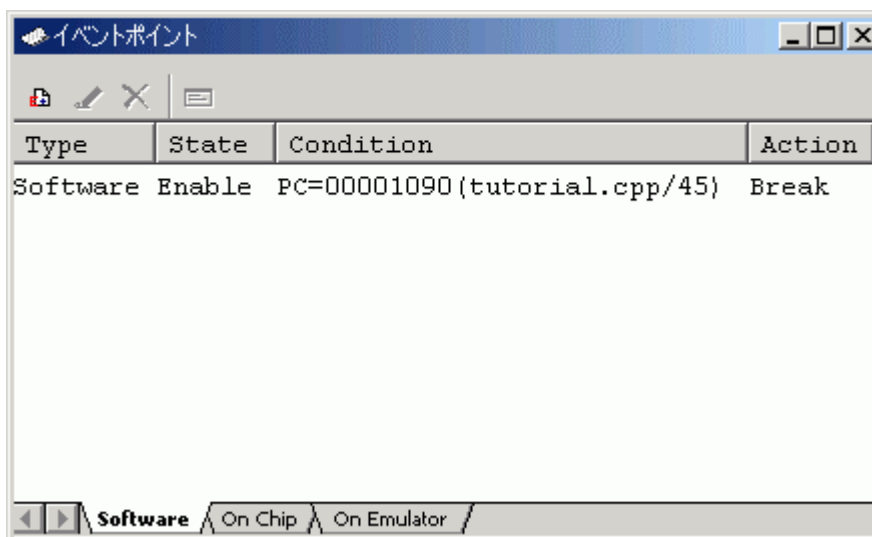 イベントポイント
Type State Condition Action
Software Enable PC=00001090(tutorial.cpp/45) Break
Software On Chip On Emulator